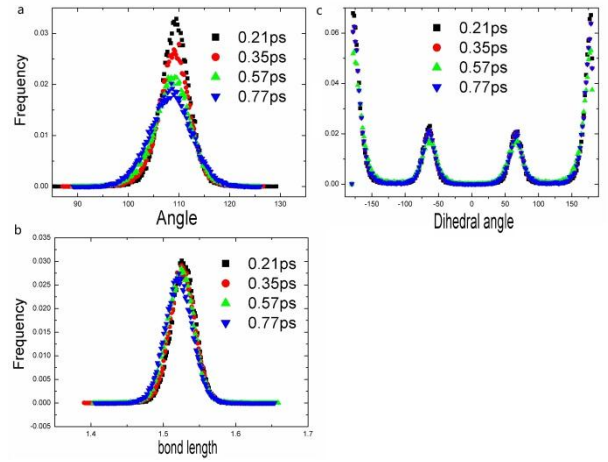 a
0.03
0.02
0.01
0.00
Frequency
90
100
110
120
130
Angle
0.21ps
0.35ps
0.57ps
0.77ps
c
0.06
0.04
0.02
0.00
-150
-100
-50
0
50
100
150
Dihedral angle
0.21ps
0.35ps
0.57ps
0.77ps
b
0.035
0.030
0.025
0.020
0.015
0.010
0.005
0.000
-0.005
Frequency
1.4
1.5
1.6
1.7
bond length
0.21ps
0.35ps
0.57ps
0.77ps